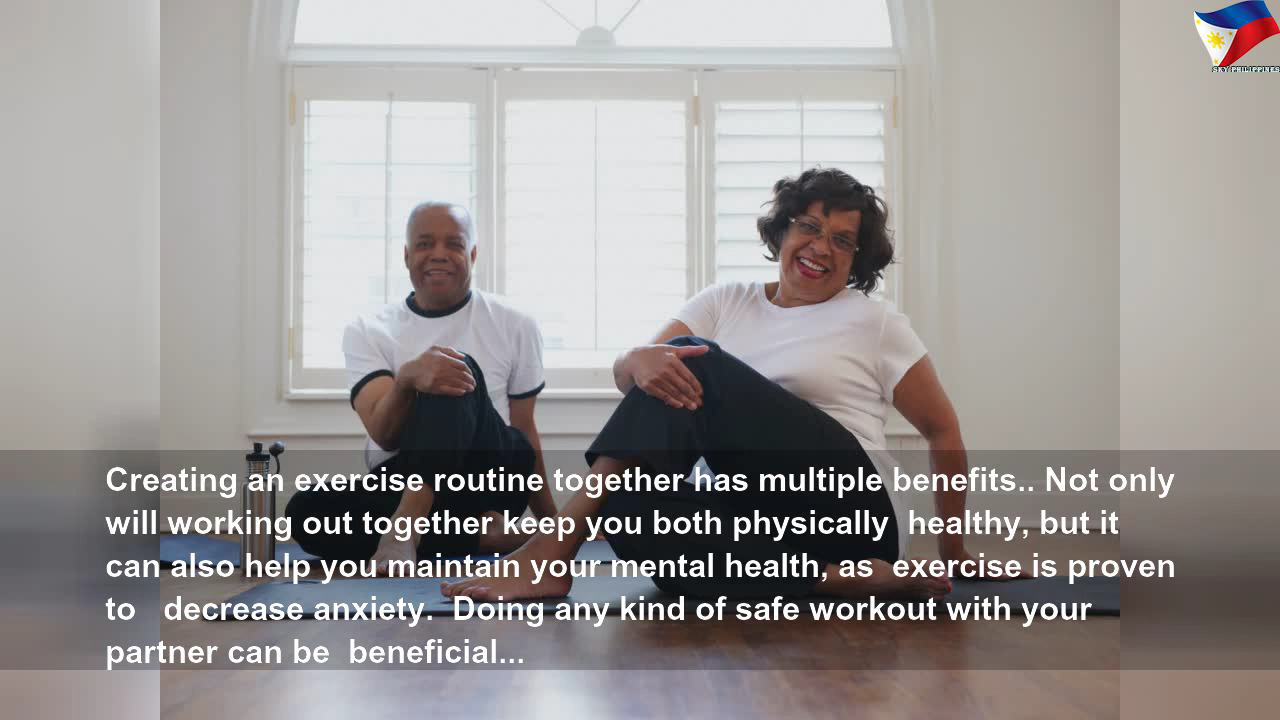 SKY PHILIPPINES
Creating an exercise routine together has multiple benefits.. Not only
will working out together keep you both physically  healthy, but it
can also help you maintain your mental health, as  exercise is proven
to   decrease anxiety.  Doing any kind of safe workout with your
partner can be  beneficial...